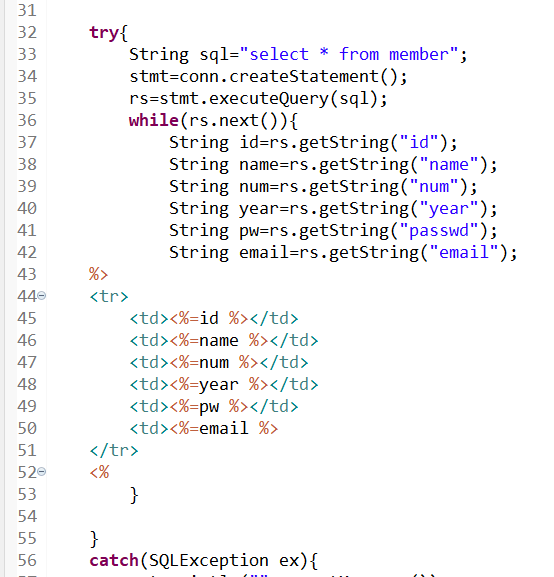 31
32 try{
33 String sql="select * from member";
34 stmt=conn.createStatement();
35 rs=stmt.executeQuery(sql);
36 while(rs.next()){
37 String id=rs.getString("id");
38 String name=rs.getString("name");
39 String num=rs.getString("num");
40 String year=rs.getString("year");
41 String pw=rs.getString("passwd");
42 String email=rs.getString("email");
43 %>
44 <tr>
45 <td><%=id %></td>
46 <td><%=name %></td>
47 <td><%=num %></td>
48 <td><%=year %></td>
49 <td><%=pw %></td>
50 <td><%=email %>
51 </tr>
52 <%
53 }
54
55 }
56 catch(SQLException ex){